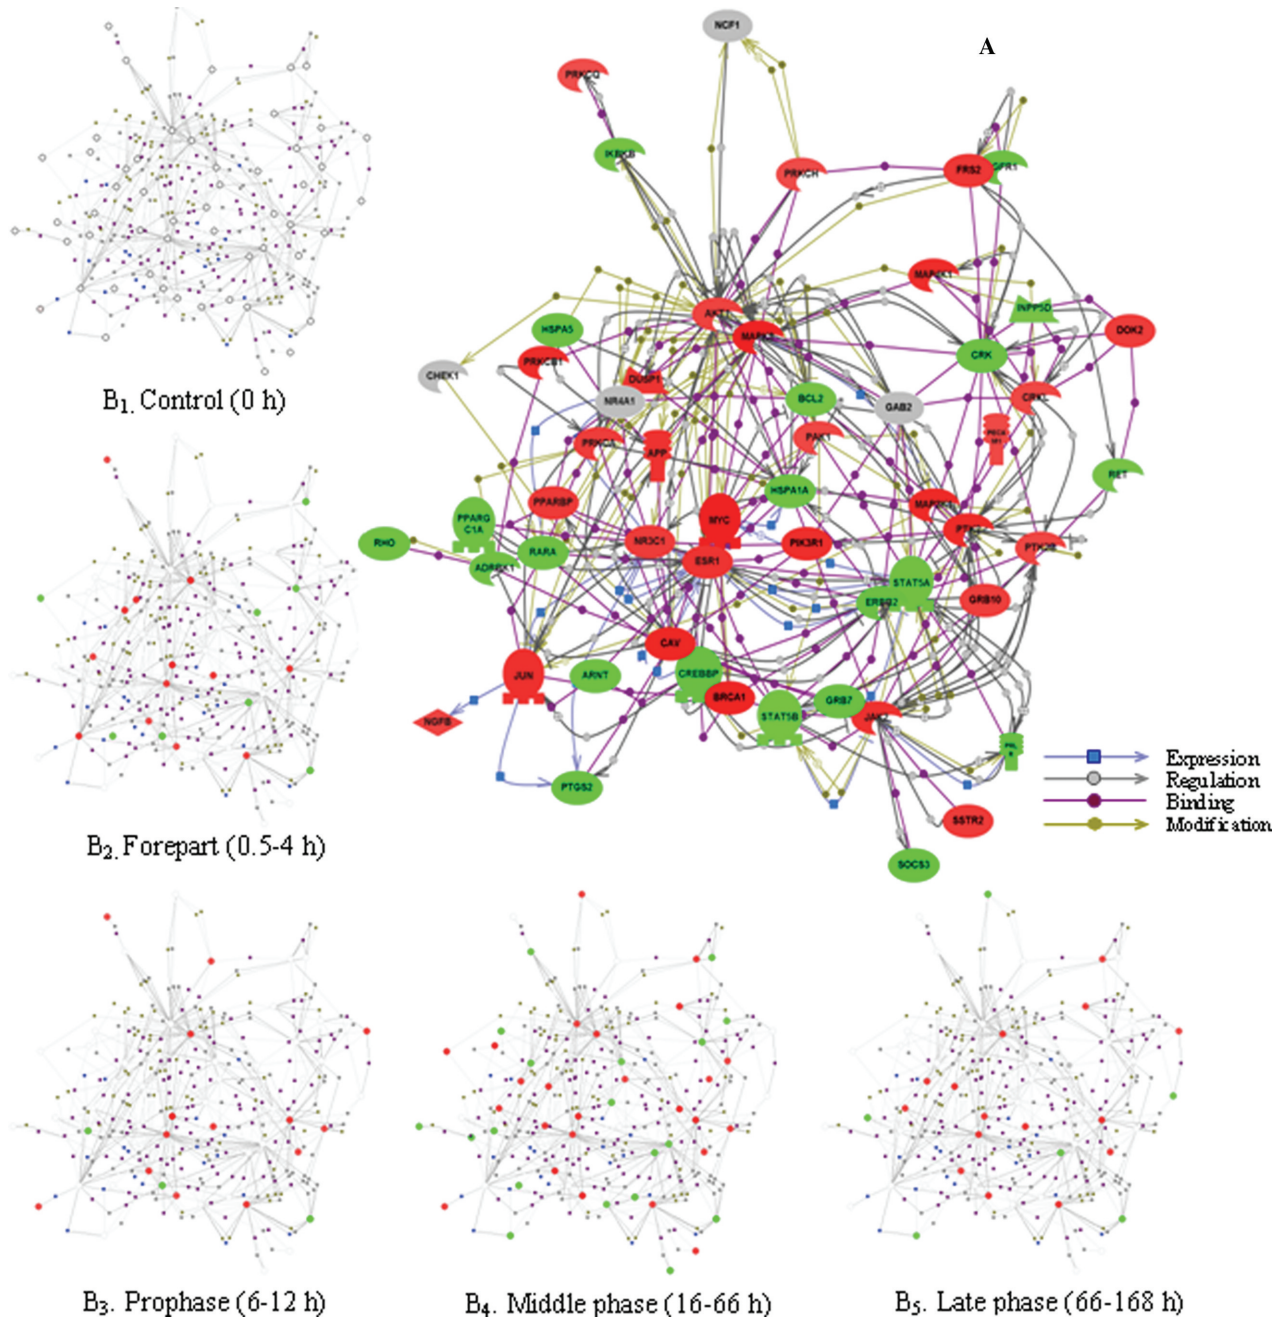 A
NCF1
PRKCQ
IKBKB
PRKCH
FRS2
MAP4K1
INPP5D
DOK2
AKT1
HSPA5
CRK
PRKCB1
CHEK1
DUSP1
NR4A1
BCL2
GAB2
CRKL
PRKCA
APP
PAK1
RET
HSPA1A
PPARBP
PPARG
C1A
MYC
RHO
RARA
NR3C1
PIK3R1
PTK2B
ADRBK1
ESR1
STAT5A
ERBB2
GRB10
CAV
JUN
ARNT
CREBBP
BRCA1
GRB7
STAT5B
JAK2
NGFB
PTGS2
SSTR2
SOCS3
Expression
Regulation
Binding
Modification
B1. Control (0 h)
B2. Forepart (0.5-4 h)
B3. Prophase (6-12 h)
B4. Middle phase (16-66 h)
B5. Late phase (66-168 h)